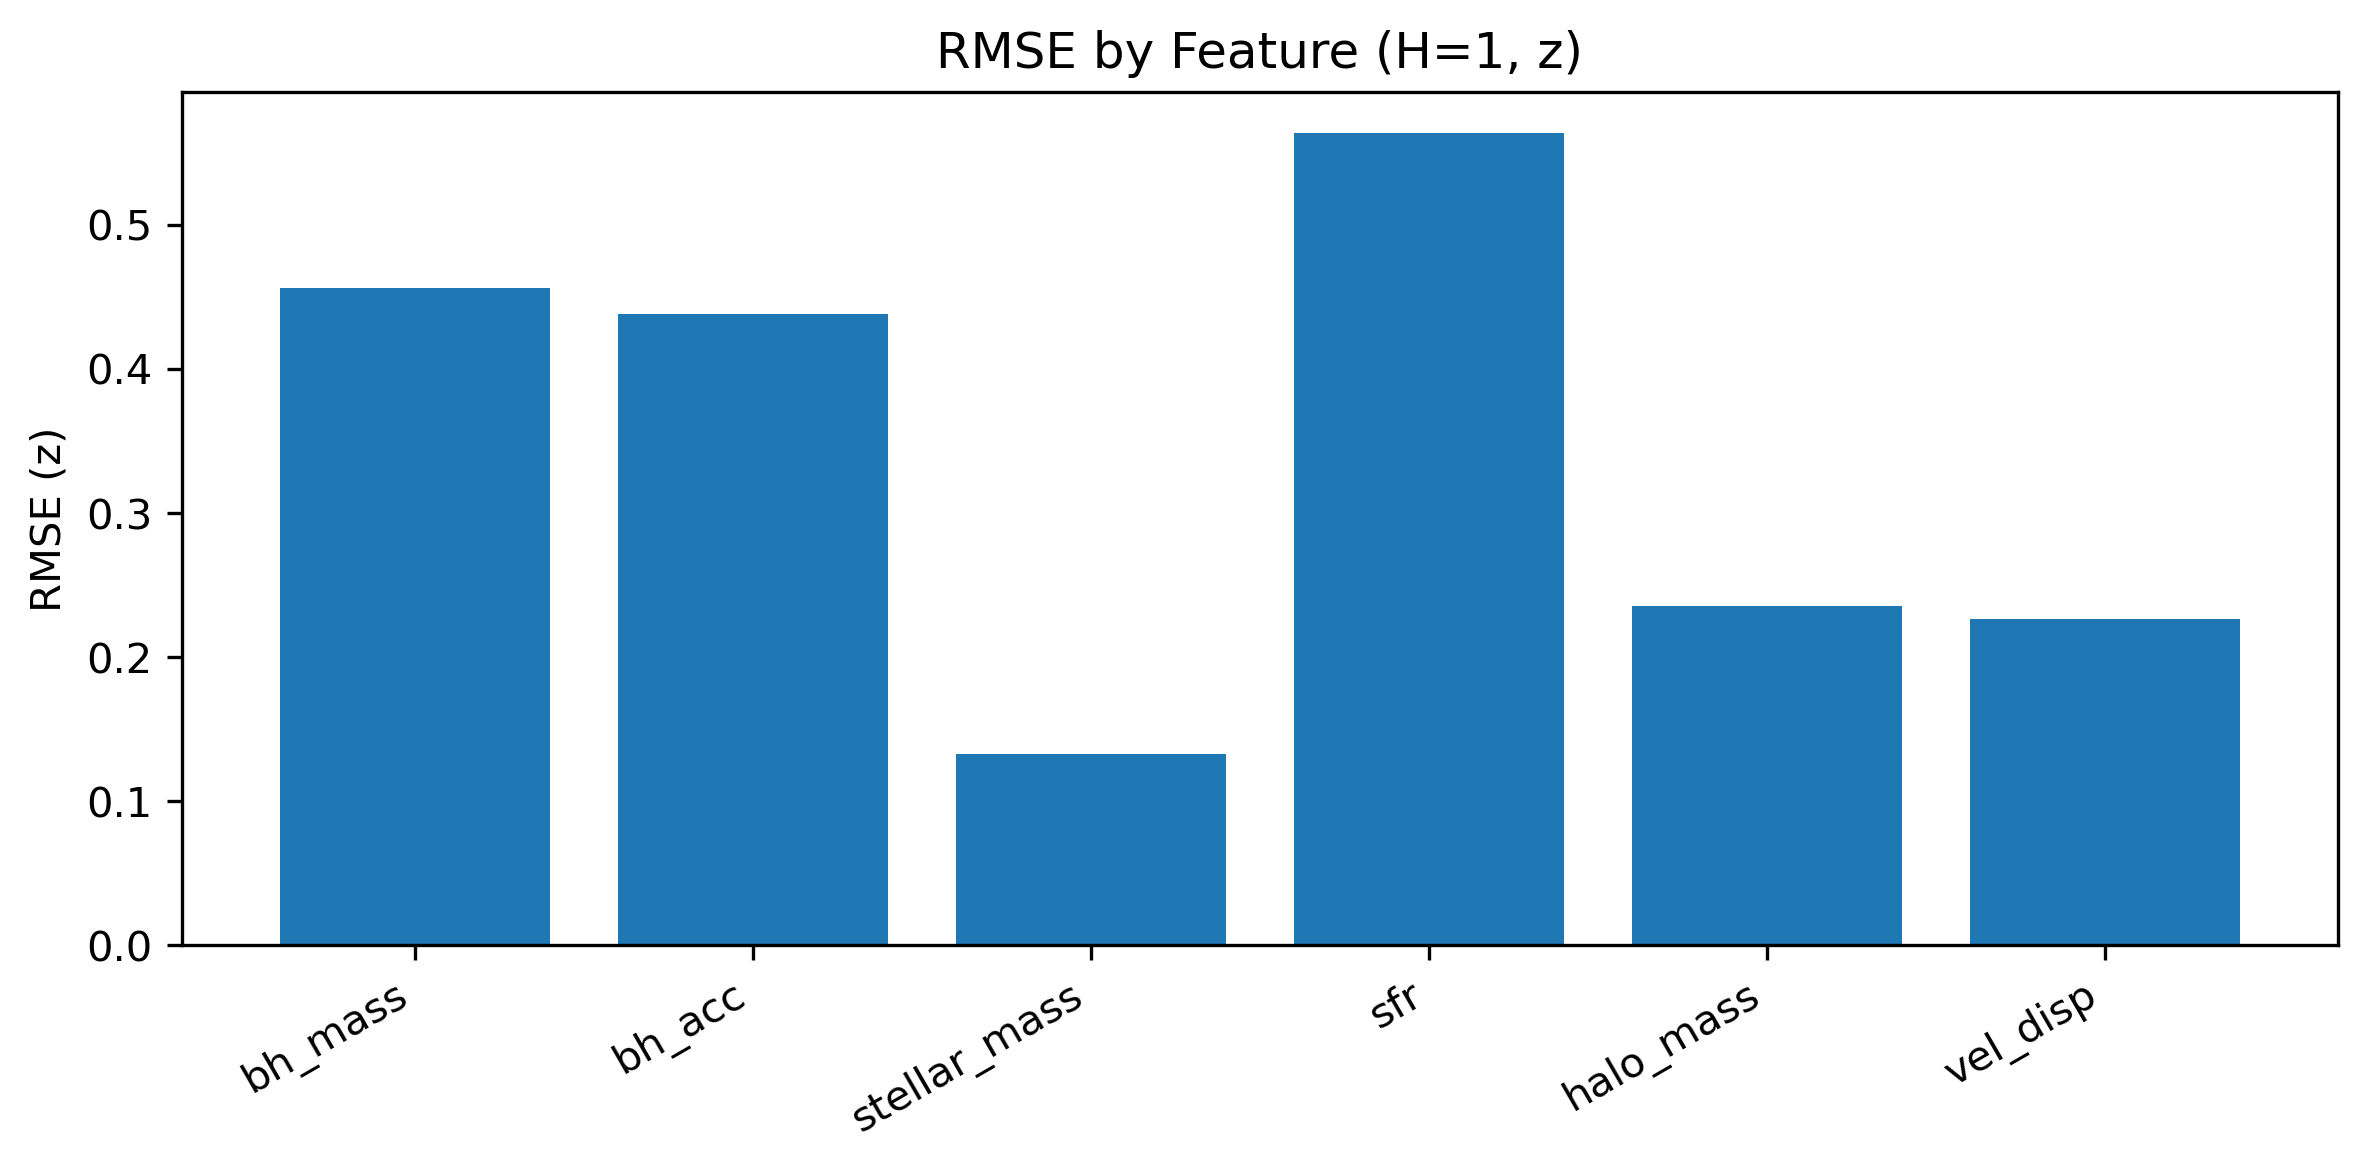 RMSE by Feature (H=1, z)
RMSE (z)
0.5
0.4
0.3
0.2
0.1
0.0
bh_mass
bh_acc
stellar_mass
sfr
halo_mass
vel_disp